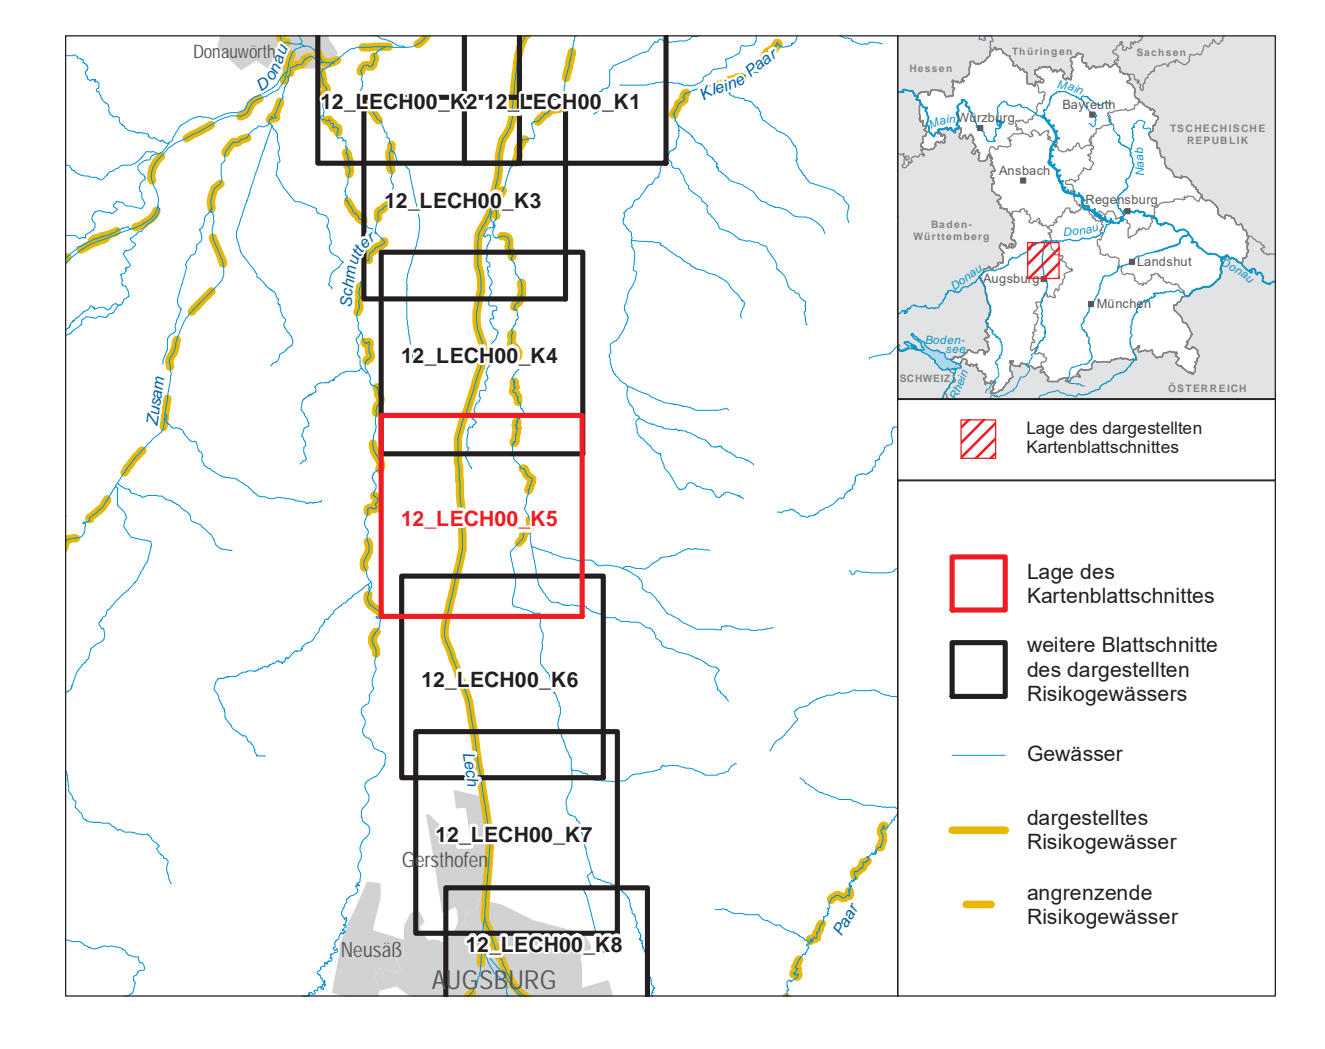 Donauwörth
Donau
Kleine Paar
12_LECH00_K2
12_LECH00_K1
12_LECH00_K3
Schmutter
12_LECH00_K4
Zusam
12_LECH00_K5
12_LECH00_K6
Lech
12_LECH00_K7
Gersthofen
12_LECH00_K8
Neusäß
AUGSBURG
Paar
Thüringen
Sachsen
Hessen
Main
Bayreuth
Main
Würzburg
TSCHECHISCHE
REPUBLIK
Naab
Ansbach
Regensburg
Baden-
Württemberg
Donau
Landshut
Donau
Donau
Augsburg
München
Boden-
see
SCHWEIZ
Rhein
ÖSTERREICH
Lage des dargestellten
Kartenblattschnittes
Lage des
Kartenblattschnittes
weitere Blattschnitte
des dargestellten
Risikogewässers
Gewässer
dargestelltes
Risikogewässer
angrenzende
Risikogewässer